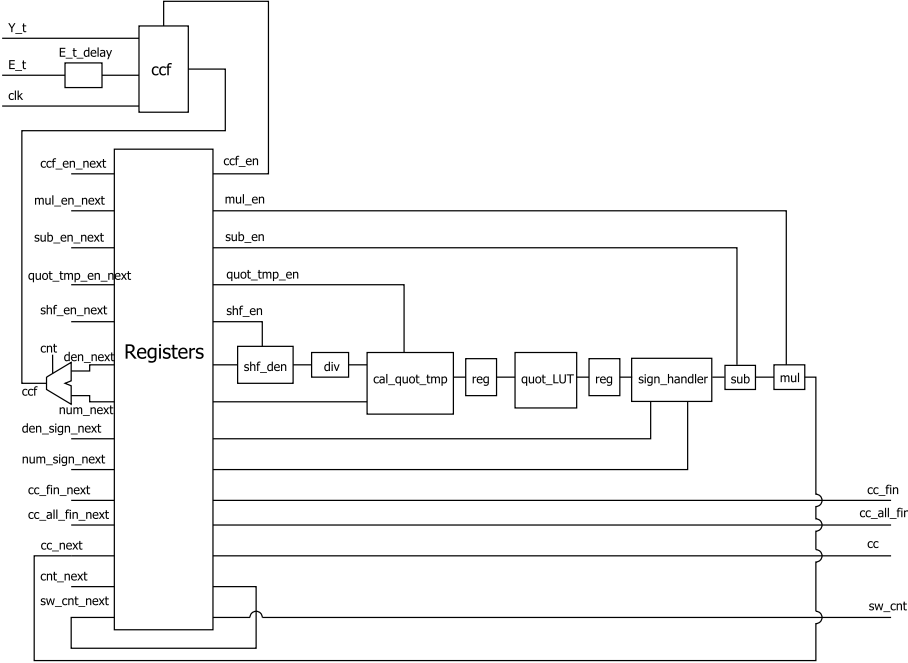 Y_t
E_t_delay
E_t
ccf
clk
ccf_en_next
ccf_en
mul_en_next
mul_en
sub_en_next
sub_en
quot_tmp_en_next
quot_tmp_en
shf_en_next
shf_en
Registers
cnt
den_next
shf_den
div
cal_quot_tmp
reg
quot_LUT
reg
sign_handler
sub
mul
ccf
num_next
den_sign_next
num_sign_next
cc_fin_next
cc_fin
cc_all_fin_next
cc_all_fin
cc_next
cc
cnt_next
sw_cnt_next
sw_cnt